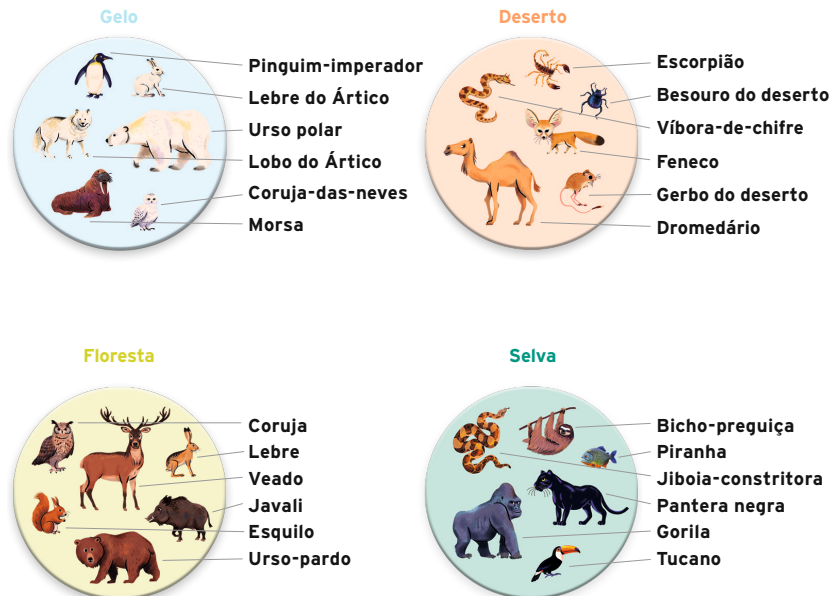 Gelo
Pinguim-imperador
Lebre do Ártico
Urso polar
Lobo do Ártico
Coruja-das-neves
Morsa
Deserto
Escorpião
Besouro do deserto
Víbora-de-chifre
Feneco
Gerbo do deserto
Dromedário
Floresta
Coruja
Lebre
Veado
Javali
Esquilo
Urso-pardo
Selva
Bicho-preguiça
Piranha
Jiboia-constritora
Pantera negra
Gorila
Tucano